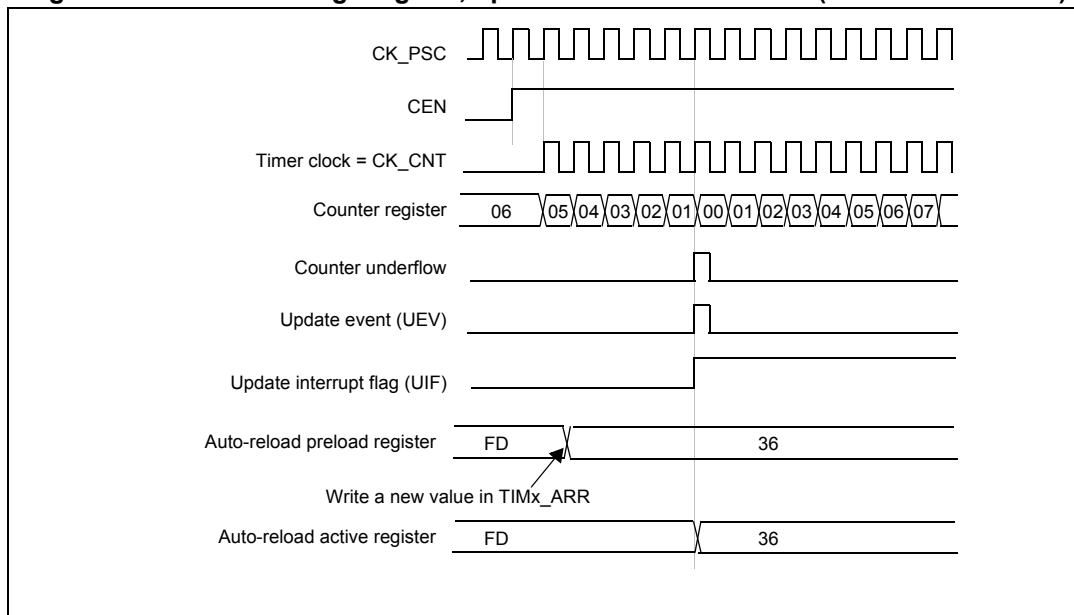 CK_PSC
CEN
Timer clock = CK_CNT
Counter register 06 05 04 03 02 01 00 01 02 03 04 05 06 07
Counter underflow
Update event (UEV)
Update interrupt flag (UIF)
Auto-reload preload register FD 36
Write a new value in TIMx_ARR
Auto-reload active register FD 36